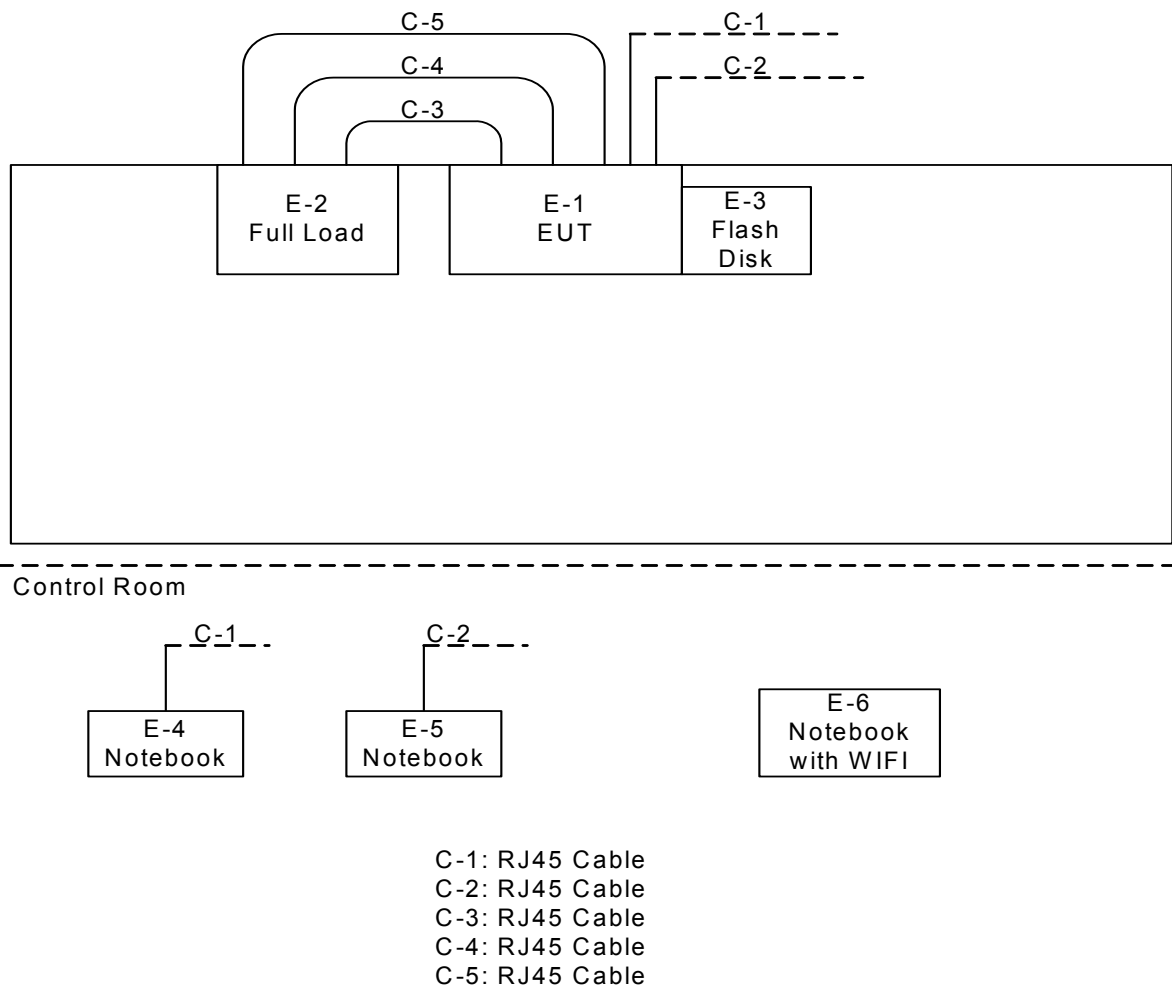 C-5
C-1
C-4
C-2
C-3
E-2
Full Load
E-1
EUT
E-3
Flash
Disk
Control Room
C-1
C-2
E-4
Notebook
E-5
Notebook
E-6
Notebook
with WIFI
C-1: RJ45 Cable
C-2: RJ45 Cable
C-3: RJ45 Cable
C-4: RJ45 Cable
C-5: RJ45 Cable